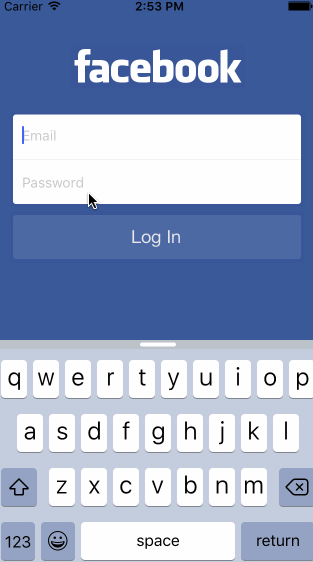 Carrier 2:53 PM
facebook
Email
Password
Log In
q w e r t y u i o p
a s d f g h j k l
z x c v b n m
123 space return